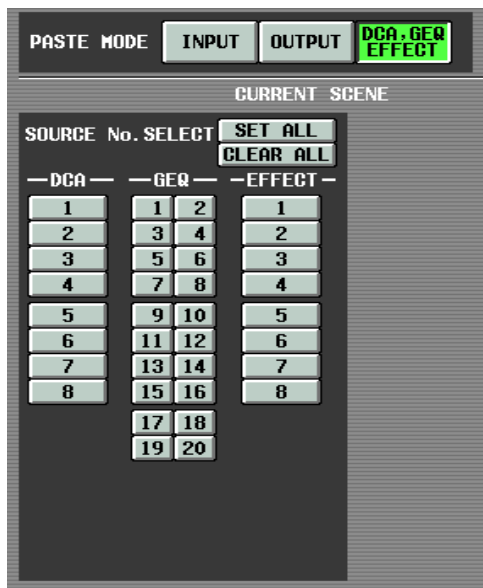 PASTE MODE INPUT OUTPUT DCA,GEQ
EFFECT
CURRENT SCENE
SOURCE No.SELECT SET ALL
CLEAR ALL
DCA GEQ EFFECT
1 1 2 1
2 3 4 2
3 5 6 3
4 7 8 4
5 9 10 5
6 11 12 6
7 13 14 7
8 15 16 8
17 18
19 20